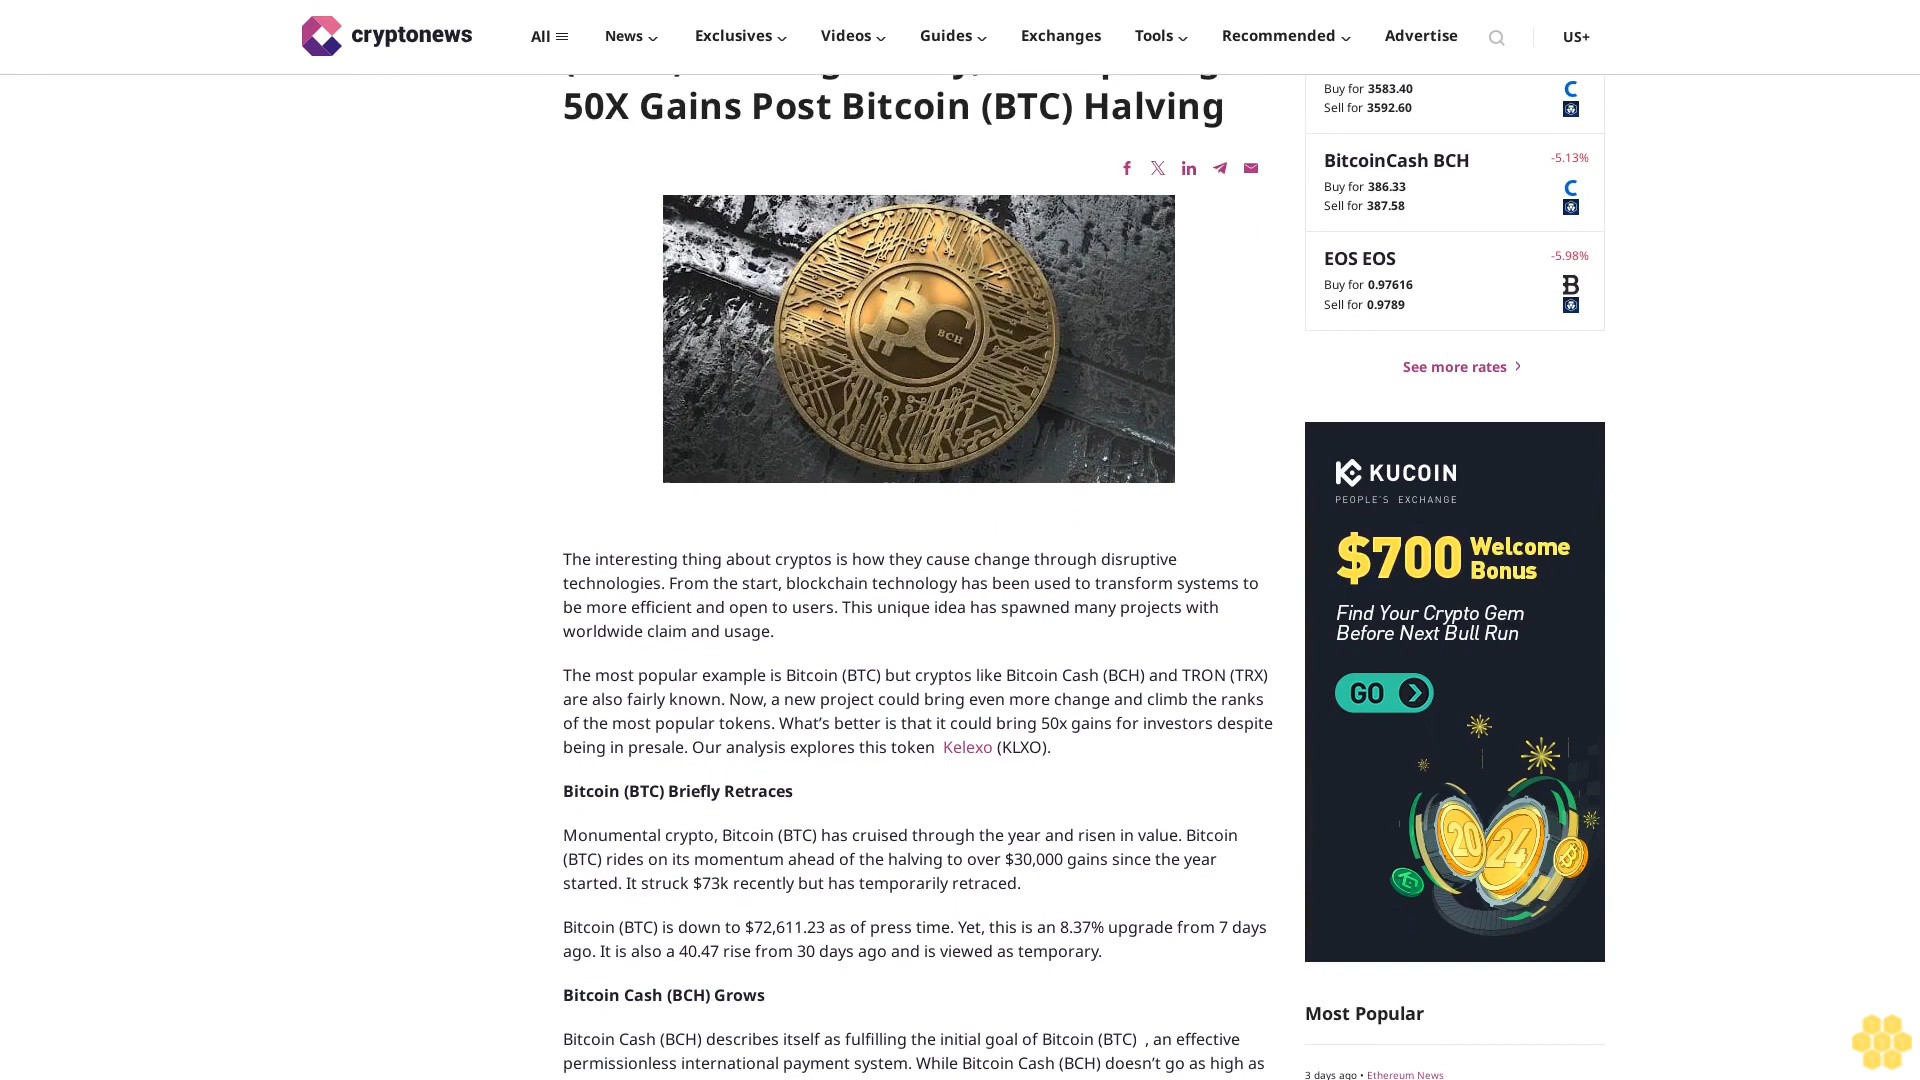 cryptonews
All
News
Exclusives
Videos
Guides
Exchanges
Tools
Recommended
Advertise
US+
50X Gains Post Bitcoin (BTC) Halving
BCH
The interesting thing about cryptos is how they cause change through disruptive
technologies. From the start, blockchain technology has been used to transform systems to
be more efficient and open to users. This unique idea has spawned many projects with
worldwide claim and usage.
The most popular example is Bitcoin (BTC) but cryptos like Bitcoin Cash (BCH) and TRON (TRX)
are also fairly known. Now, a new project could bring even more change and climb the ranks
of the most popular tokens. What’s better is that it could bring 50x gains for investors despite
being in presale. Our analysis explores this token  Kelexo (KLXO).
Bitcoin (BTC) Briefly Retraces
Monumental crypto, Bitcoin (BTC) has cruised through the year and risen in value. Bitcoin
(BTC) rides on its momentum ahead of the halving to over $30,000 gains since the year
started. It struck $73k recently but has temporarily retraced.
Bitcoin (BTC) is down to $72,611.23 as of press time. Yet, this is an 8.37% upgrade from 7 days
ago. It is also a 40.47 rise from 30 days ago and is viewed as temporary.
Bitcoin Cash (BCH) Grows
Bitcoin Cash (BCH) describes itself as fulfilling the initial goal of Bitcoin (BTC)  , an effective
permissionless international payment system. While Bitcoin Cash (BCH) doesn’t go as high as
Buy for 3583.40
Sell for 3592.60
BitcoinCash BCH
-5.13%
Buy for 386.33
Sell for 387.58
EOS EOS
-5.98%
Buy for 0.97616
Sell for 0.9789
See more rates
KUCOIN
PEOPLE'S EXCHANGE
$700 Welcome
Bonus
Find Your Crypto Gem
Before Next Bull Run
GO
20 24
Most Popular
3 days ago • Ethereum News